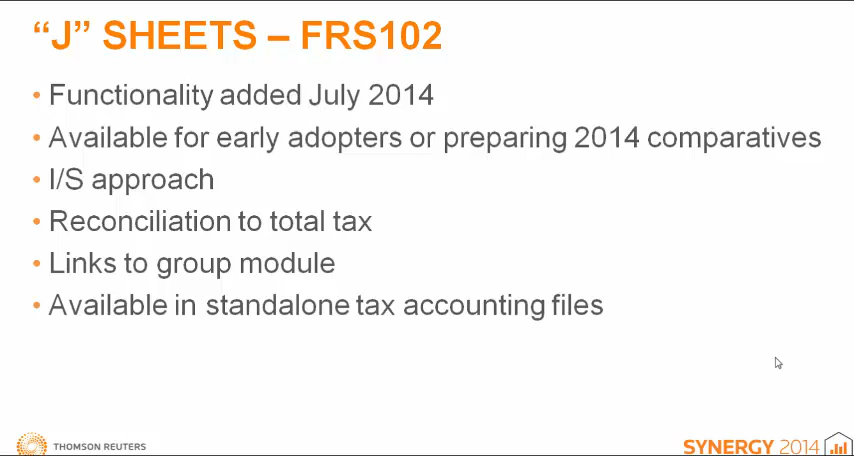 “J” SHEETS – FRS102
• Functionality added July 2014
• Available for early adopters or preparing 2014 comparatives
• I/S approach
• Reconciliation to total tax
• Links to group module
• Available in standalone tax accounting files
THOMSON REUTERS
SYNERGY 2014